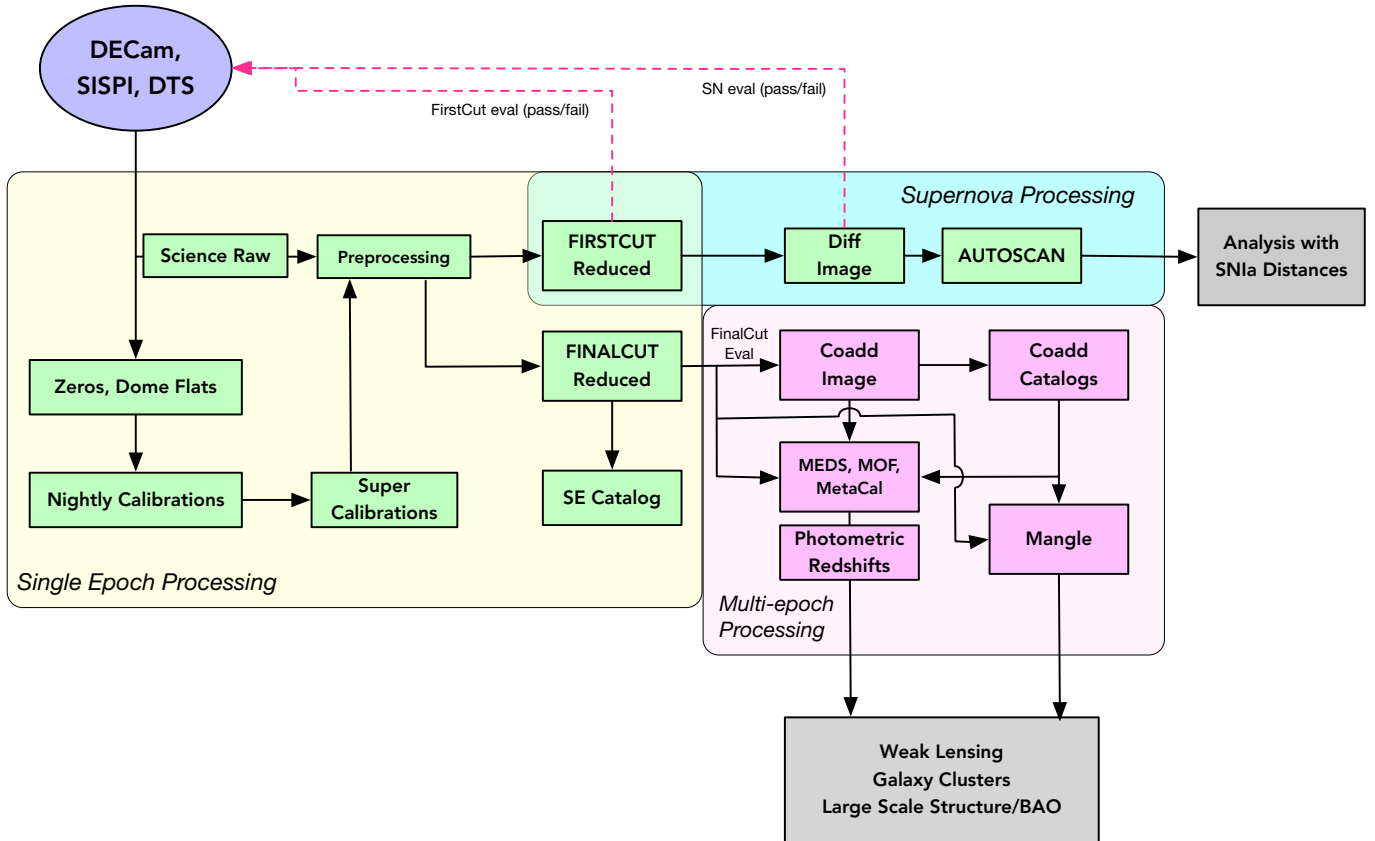 DECam,
SISPI, DTS
SN eval (pass/fail)
FirstCut eval (pass/fail)
Supernova Processing
Science Raw
Preprocessing
FIRSTCUT
Reduced
Diff
Image
AUTOSCAN
Analysis with
SNIa Distances
Zeros, Dome Flats
FINALCUT
Reduced
FinalCut
Eval
Coadd
Image
Coadd
Catalogs
Nightly Calibrations
Super
Calibrations
SE Catalog
MEDS, MOF,
MetaCal
Photometric
Redshifts
Mangle
Single Epoch Processing
Multi-epoch
Processing
Weak Lensing
Galaxy Clusters
Large Scale Structure/BAO